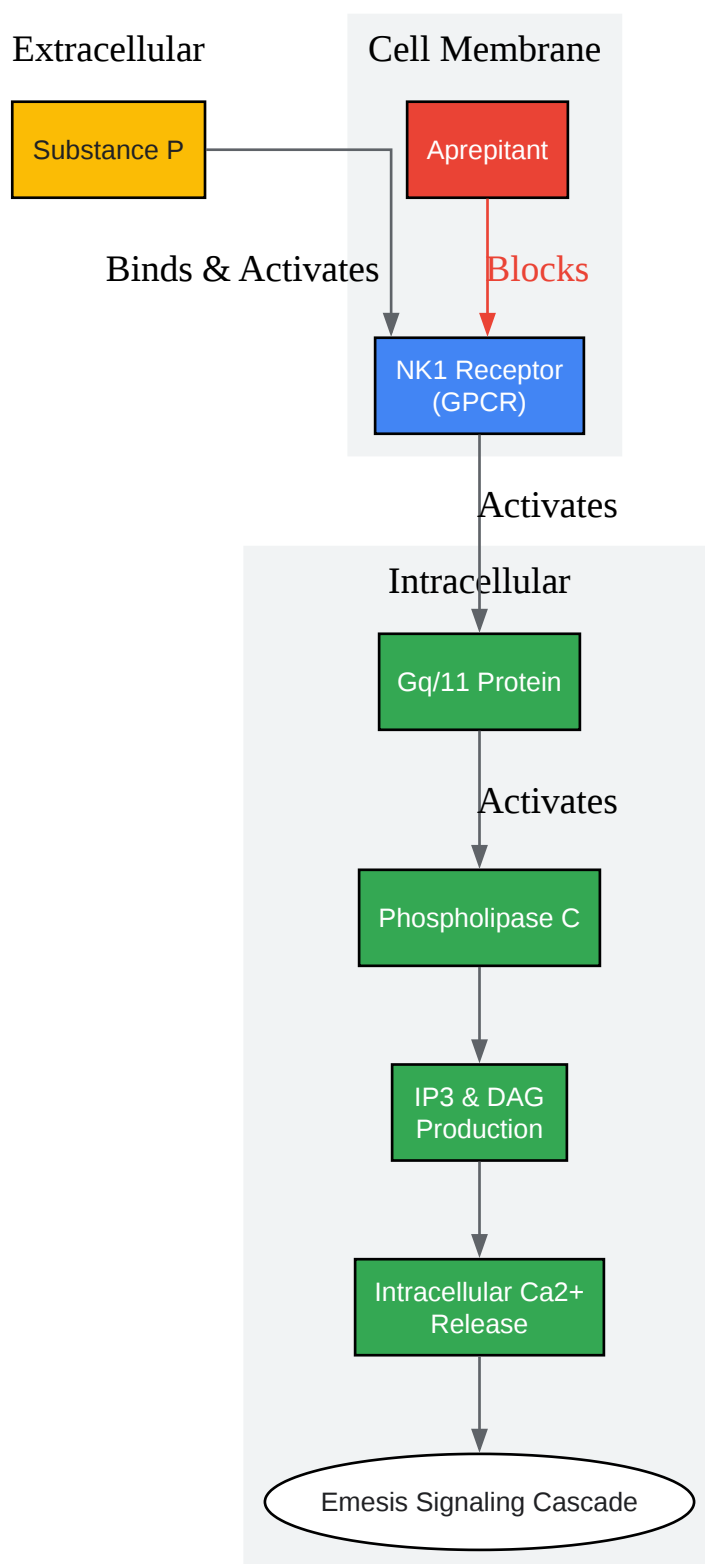 Extracellular
Cell Membrane
Substance P
Aprepitant
Binds & Activates
Blocks
NK1 Receptor
(GPCR)
Activates
Intracellular
Gq/11 Protein
Activates
Phospholipase C
IP3 & DAG
Production
Intracellular Ca2+
Release
Emesis Signaling Cascade